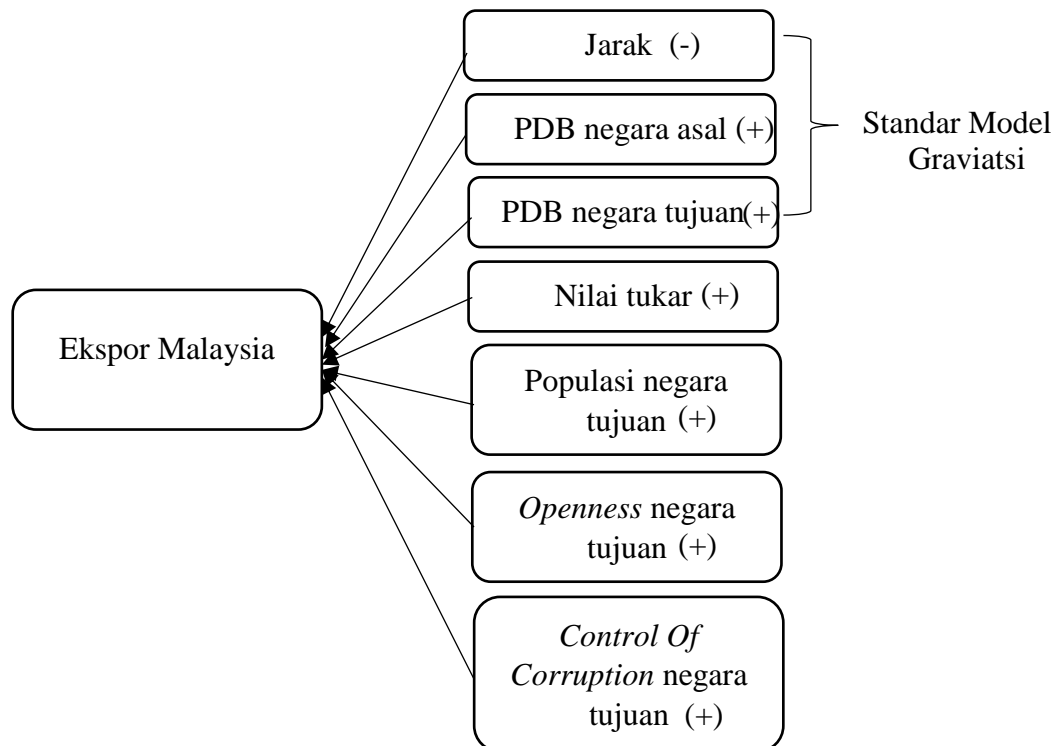 Jarak (-)
PDB negara asal (+)
PDB negara tujuan(+)
Standar Model
Graviatsi
Nilai tukar (+)
Ekspor Malaysia
Populasi negara
tujuan (+)
Openness negara
tujuan (+)
Control Of
Corruption negara
tujuan (+)